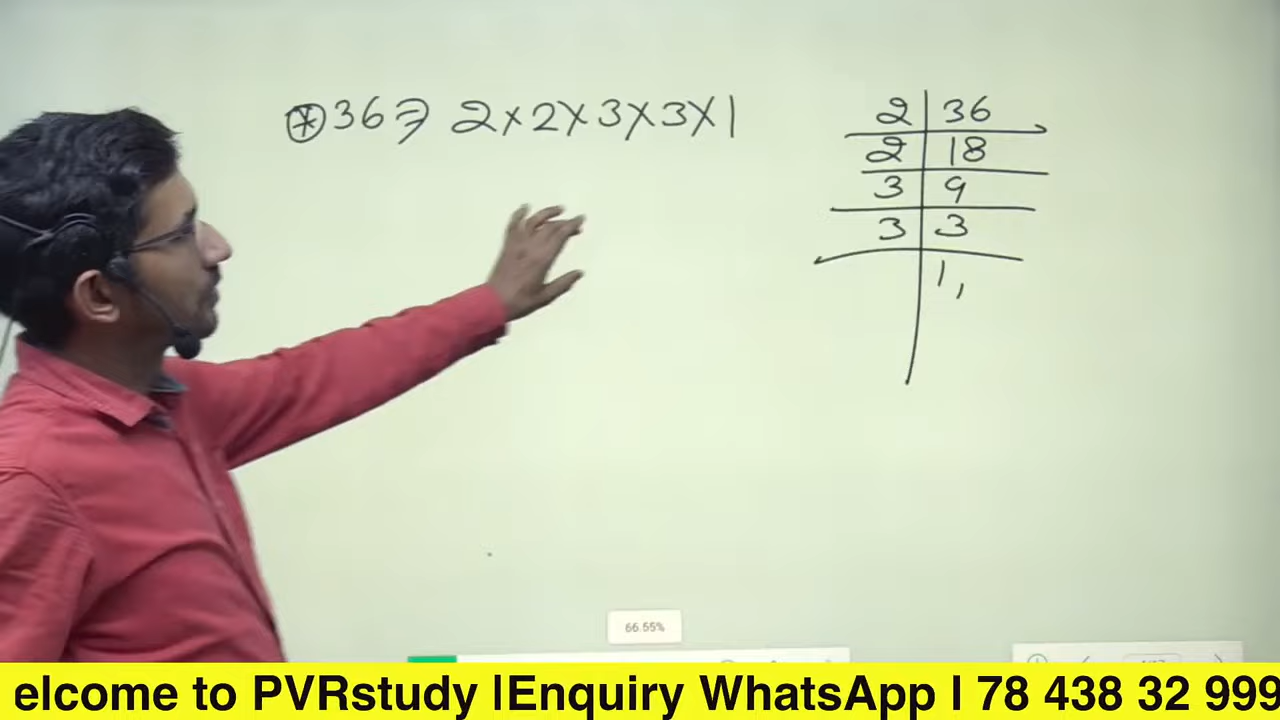 ⊛ 36 ⇒ 2×2×3×3×1
2 | 36
2 | 18
3 | 9
3 | 3
1,
66.55%
elcome to PVRstudy |Enquiry WhatsApp I 78 438 32 999